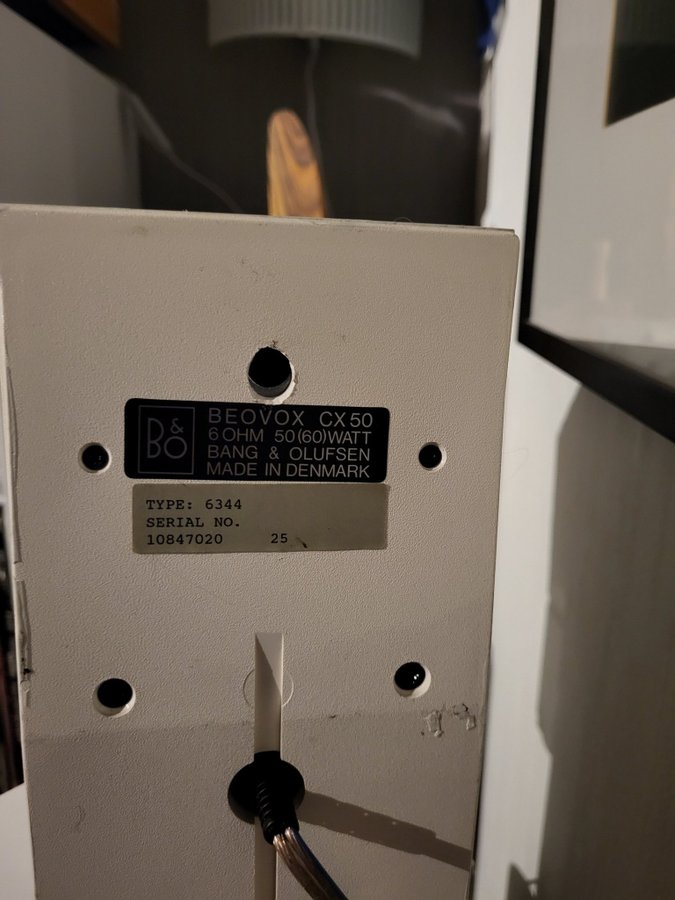 B&O
BEOVOX CX50
6 OHM 50(60)WATT
BANG & OLUFSEN
MADE IN DENMARK
TYPE: 6344
SERIAL NO.
10847020 25